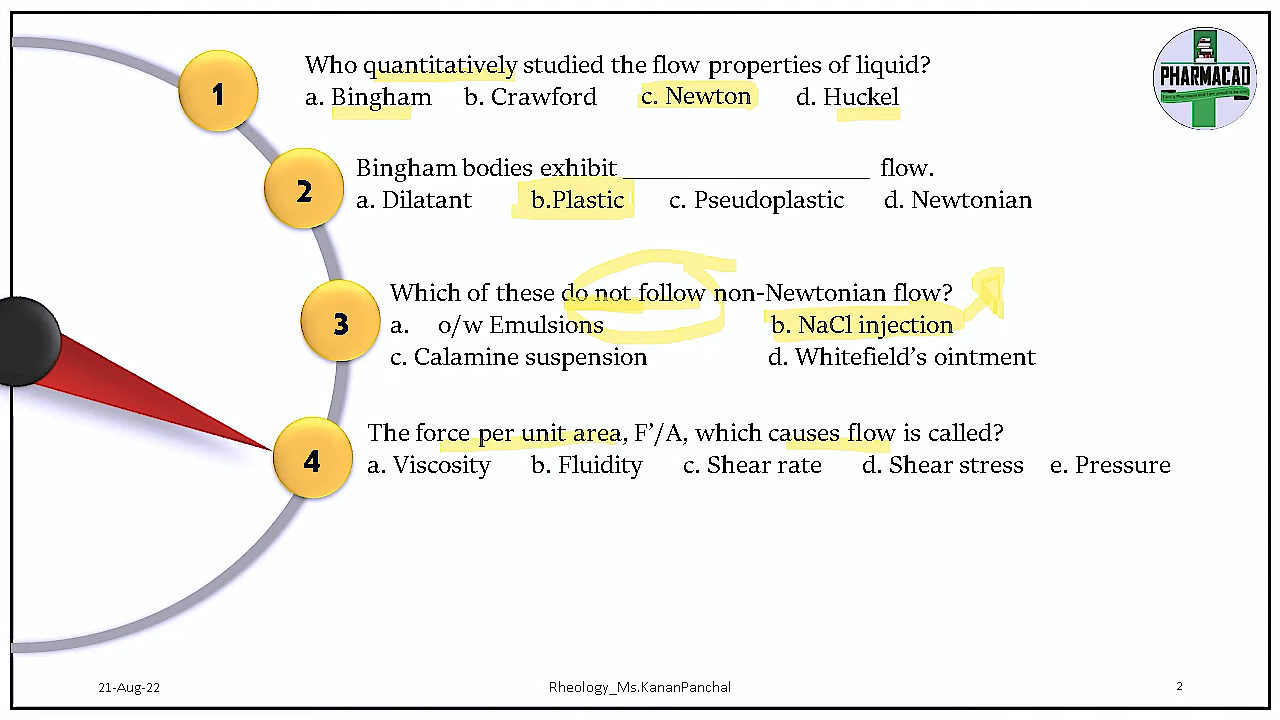 1
Who quantitatively studied the flow properties of liquid?
a. Bingham b. Crawford c. Newton d. Huckel
PHARMACAD
2
Bingham bodies exhibit ____________________ flow.
a. Dilatant b.Plastic c. Pseudoplastic d. Newtonian
3
Which of these do not follow non-Newtonian flow?
a. o/w Emulsions b. NaCl injection
c. Calamine suspension d. Whitefield’s ointment
4
The force per unit area, F’/A, which causes flow is called?
a. Viscosity b. Fluidity c. Shear rate d. Shear stress e. Pressure
21-Aug-22 Rheology_Ms.KananPanchal 2